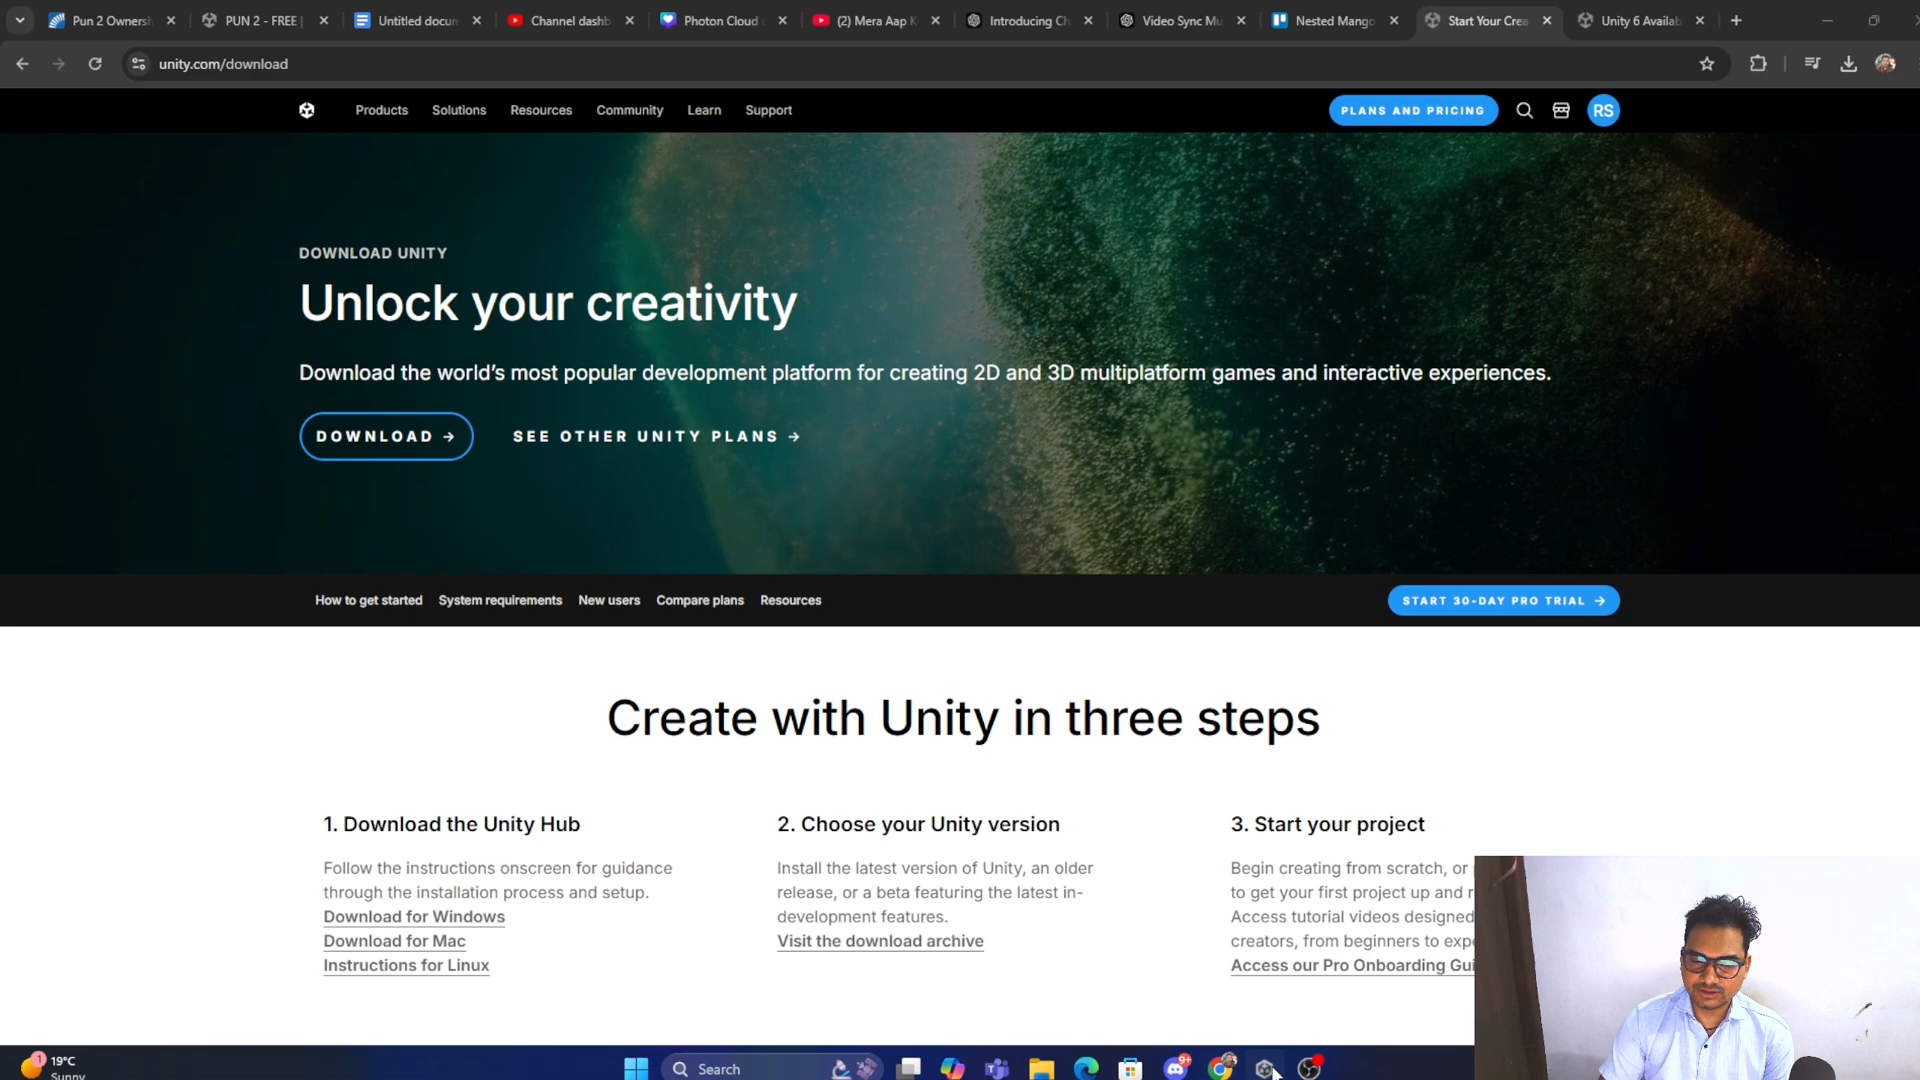 Pun 2 Ownersh
PUN 2 - FREE |
Untitled docum
Channel dashb
Photon Cloud
(2) Mera Aap K
Introducing Ch
Video Sync Mu
Nested Mango
Start Your Crea
Unity 6 Availab
unity.com/download
Products Solutions Resources Community Learn Support
PLANS AND PRICING
RS
DOWNLOAD UNITY
Unlock your creativity
Download the world’s most popular development platform for creating 2D and 3D multiplatform games and interactive experiences.
DOWNLOAD →
SEE OTHER UNITY PLANS →
How to get started System requirements New users Compare plans Resources
START 30-DAY PRO TRIAL →
Create with Unity in three steps
1. Download the Unity Hub
Follow the instructions onscreen for guidance
through the installation process and setup.
Download for Windows
Download for Mac
Instructions for Linux
2. Choose your Unity version
Install the latest version of Unity, an older
release, or a beta featuring the latest in-
development features.
Visit the download archive
3. Start your project
Begin creating from scratch, or
to get your first project up and r
Access tutorial videos designed
creators, from beginners to expe
Access our Pro Onboarding Gui
1
19°C
Sunny
Search
9+